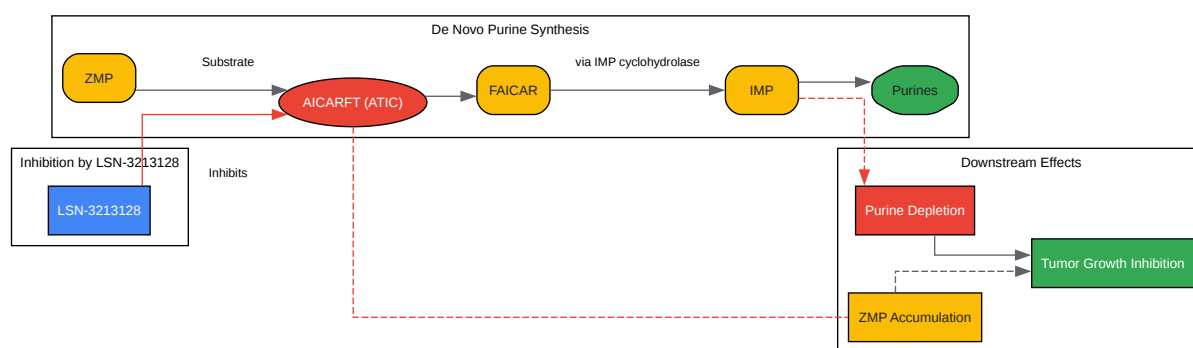 De Novo Purine Synthesis
ZMP
Substrate
AICARFT (ATIC)
FAICAR
via IMP cyclohydrolase
IMP
Purines
Inhibition by LSN-3213128
LSN-3213128
Inhibits
Downstream Effects
Purine Depletion
Tumor Growth Inhibition
ZMP Accumulation